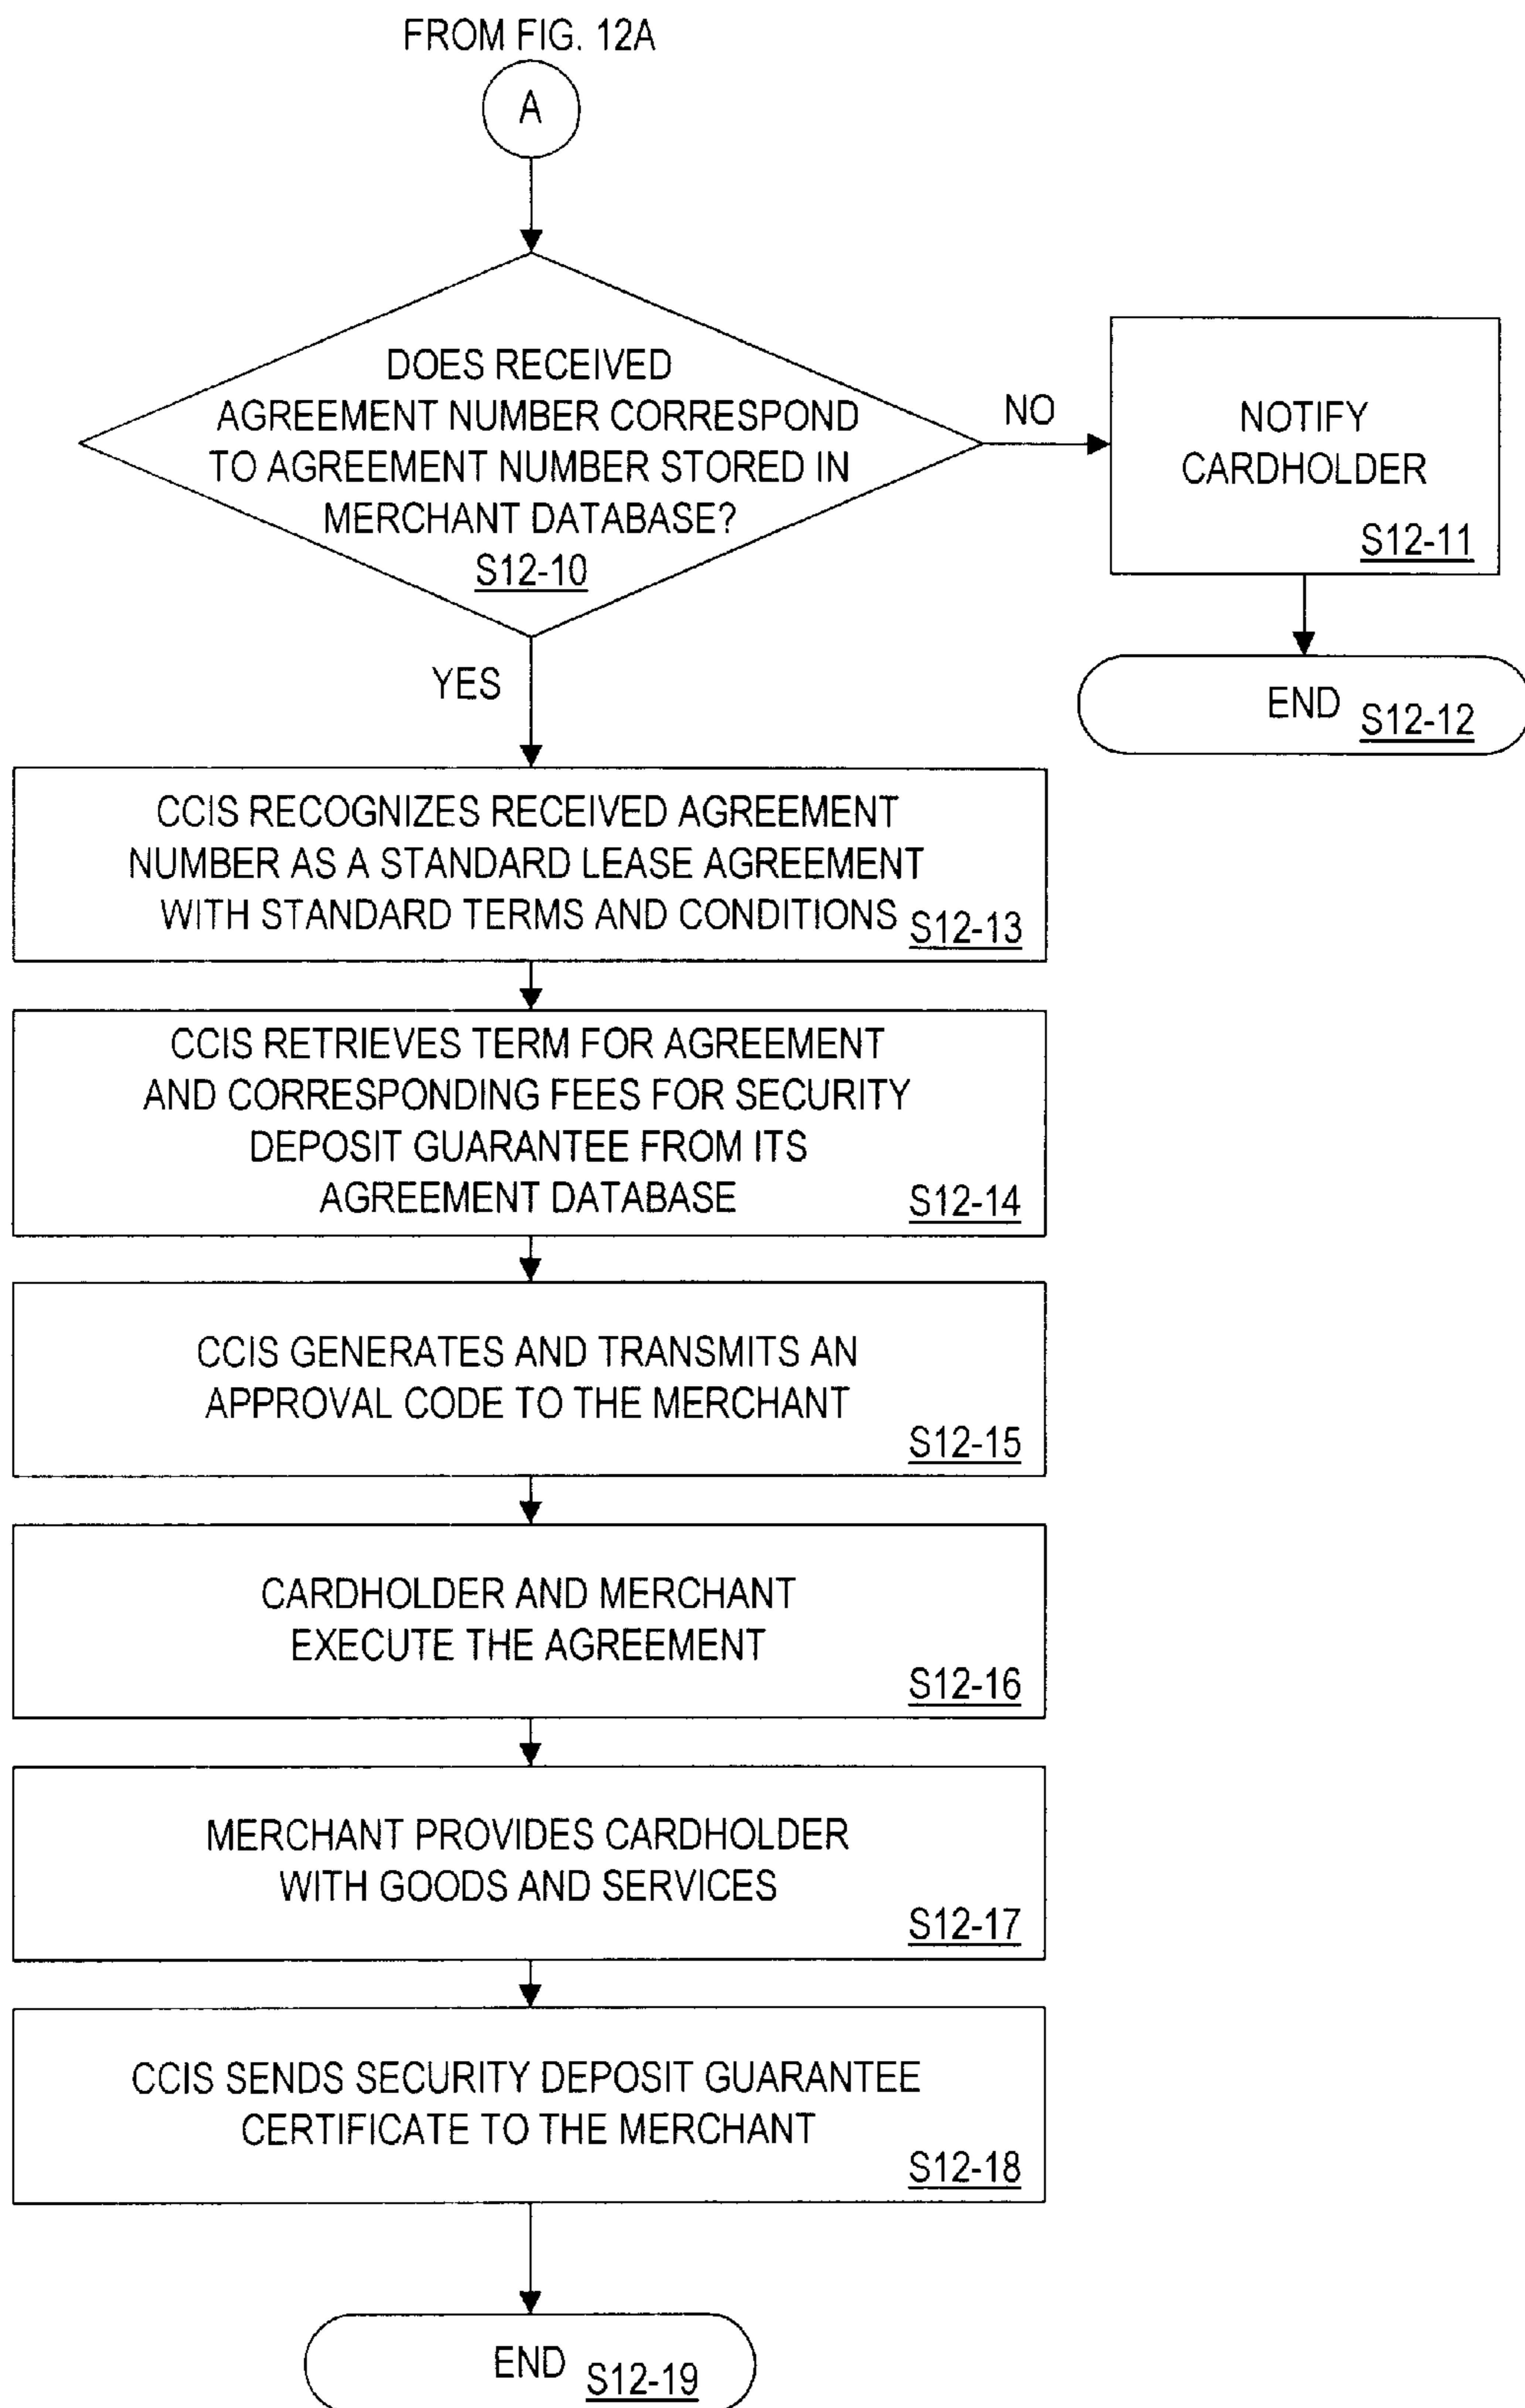 FROM FIG. 12A
A
DOES RECEIVED
AGREEMENT NUMBER CORRESPOND
TO AGREEMENT NUMBER STORED IN
MERCHANT DATABASE?
S12-10
NO
NOTIFY
CARDHOLDER
S12-11
END S12-12
YES
CCIS RECOGNIZES RECEIVED AGREEMENT
NUMBER AS A STANDARD LEASE AGREEMENT
WITH STANDARD TERMS AND CONDITIONS S12-13
CCIS RETRIEVES TERM FOR AGREEMENT
AND CORRESPONDING FEES FOR SECURITY
DEPOSIT GUARANTEE FROM ITS
AGREEMENT DATABASE S12-14
CCIS GENERATES AND TRANSMITS AN
APPROVAL CODE TO THE MERCHANT
S12-15
CARDHOLDER AND MERCHANT
EXECUTE THE AGREEMENT
S12-16
MERCHANT PROVIDES CARDHOLDER
WITH GOODS AND SERVICES
S12-17
CCIS SENDS SECURITY DEPOSIT GUARANTEE
CERTIFICATE TO THE MERCHANT
S12-18
END S12-19